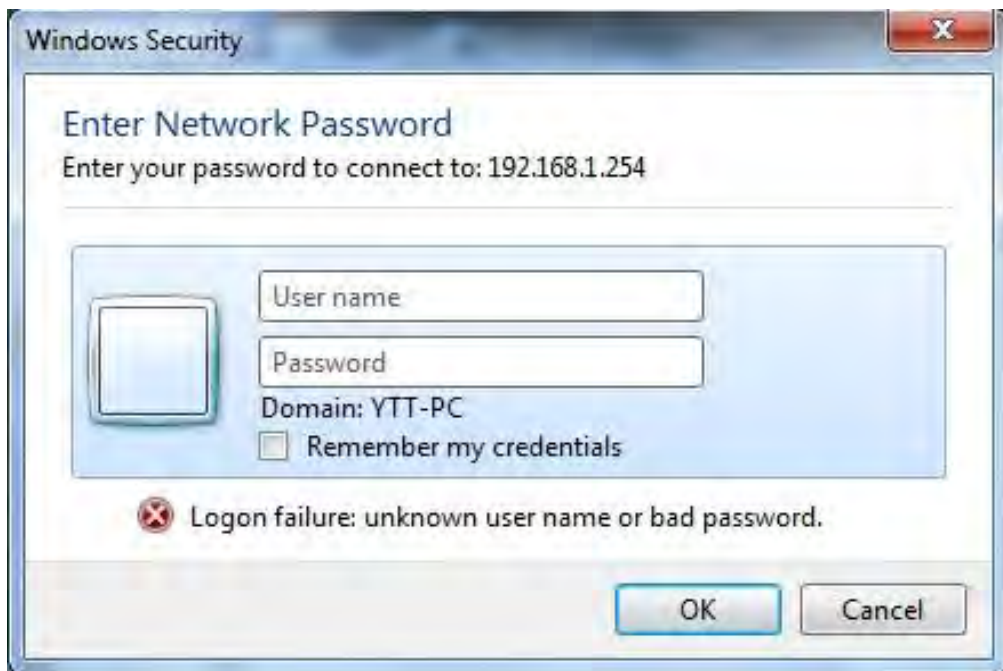 Windows Security
Enter Network Password
Enter your password to connect to: 192.168.1.254
User name
Password
Domain: YTT-PC
Remember my credentials
Logon failure: unknown user name or bad password.
OK
Cancel